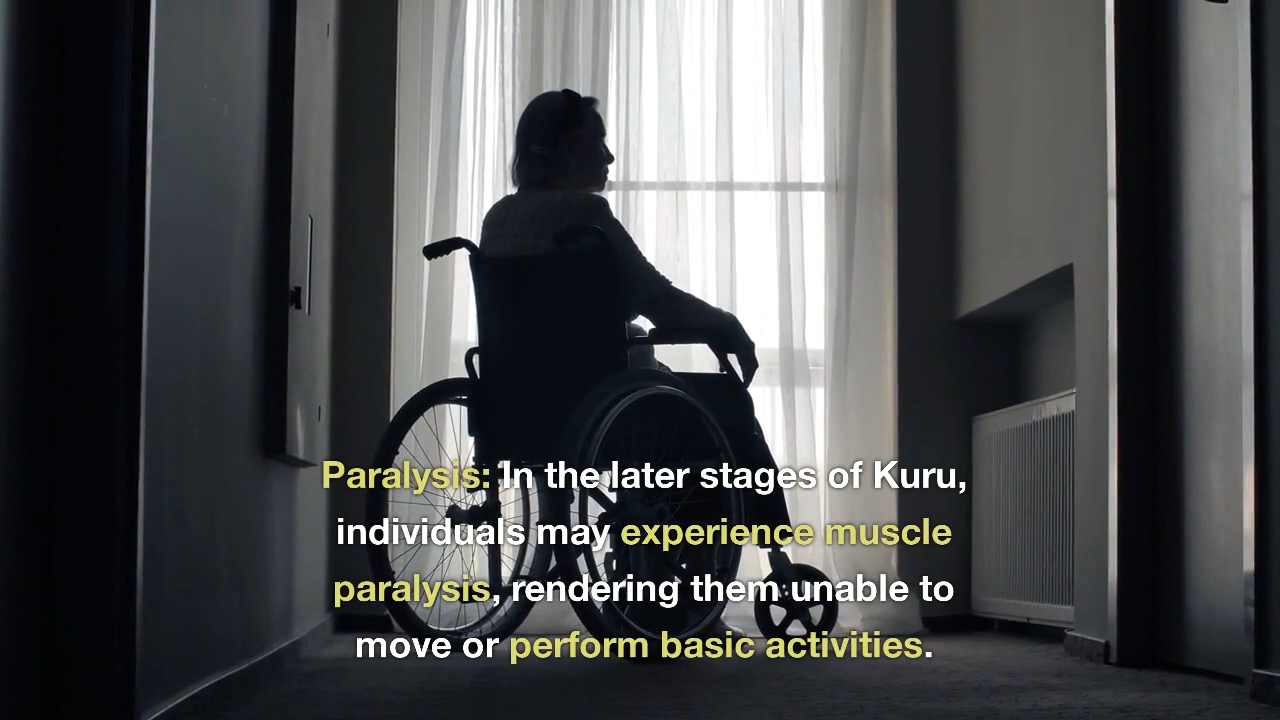 Paralysis: In the later stages of Kuru,
individuals may experience muscle
paralysis, rendering them unable to
move or perform basic activities.